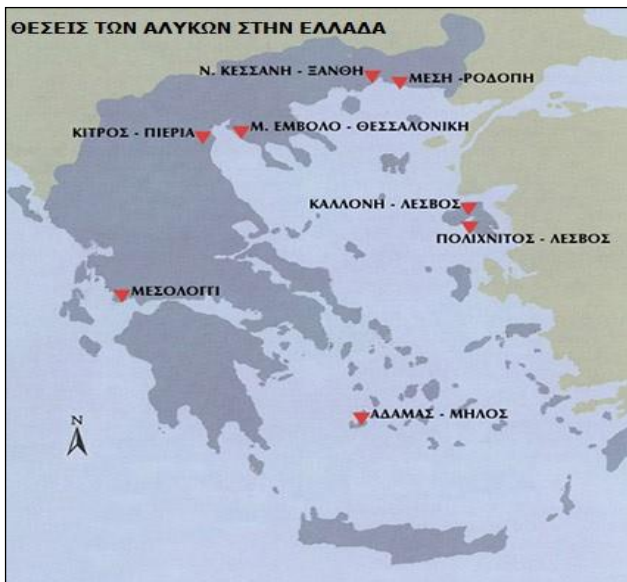 ΘΕΣΕΙΣ ΤΩΝ ΑΛΥΚΩΝ ΣΤΗΝ ΕΛΛΑΔΑ
Ν. ΚΕΣΣΑΝΗ - ΞΑΝΘΗ
ΜΕΣΗ -ΡΟΔΟΠΗ
ΚΙΤΡΟΣ - ΠΙΕΡΙΑ
Μ. ΕΜΒΟΛΟ - ΘΕΣΣΑΛΟΝΙΚΗ
ΚΑΛΛΟΝΗ - ΛΕΣΒΟΣ
ΠΟΛΙΧΝΙΤΟΣ - ΛΕΣΒΟΣ
ΜΕΣΟΛΟΓΓΙ
ΑΔΑΜΑΣ - ΜΗΛΟΣ
N